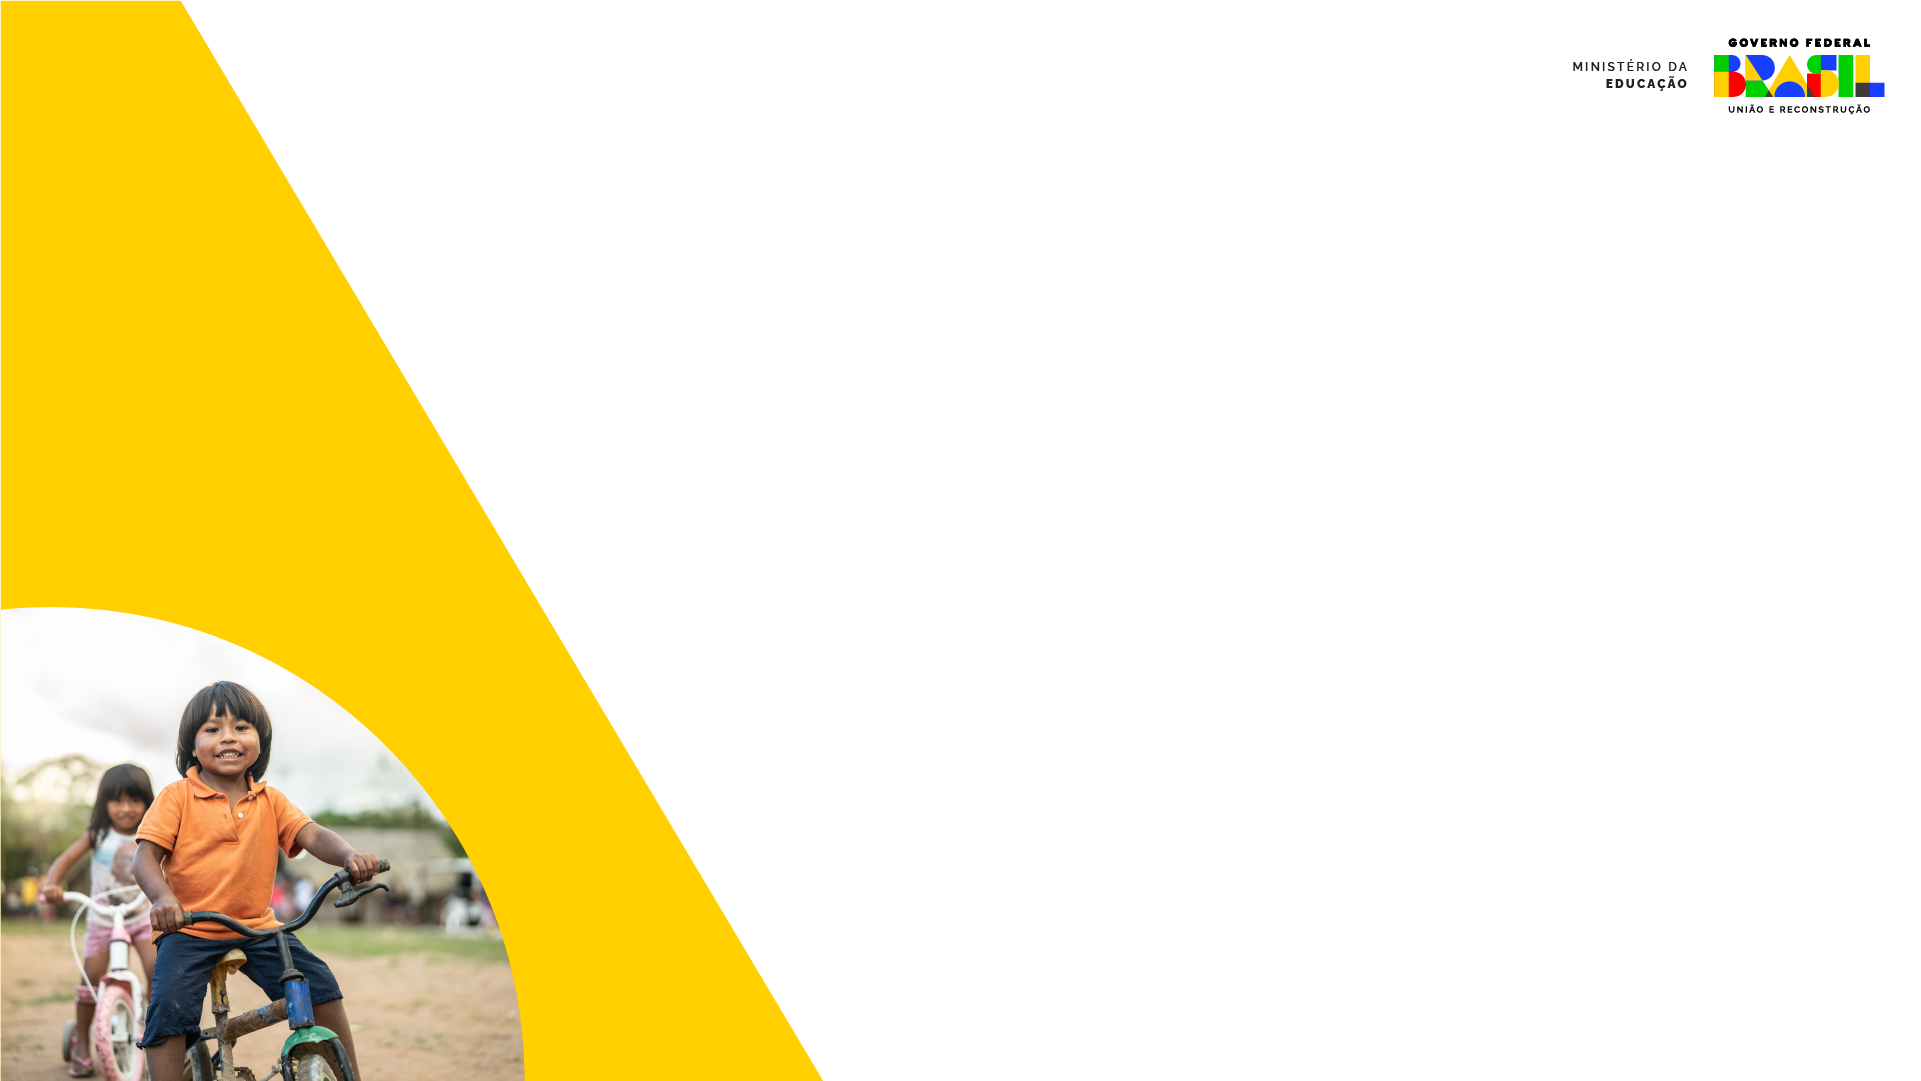 MINISTÉRIO DA
EDUCAÇÃO
GOVERNO FEDERAL
BRASIL
UNIÃO E RECONSTRUÇÃO